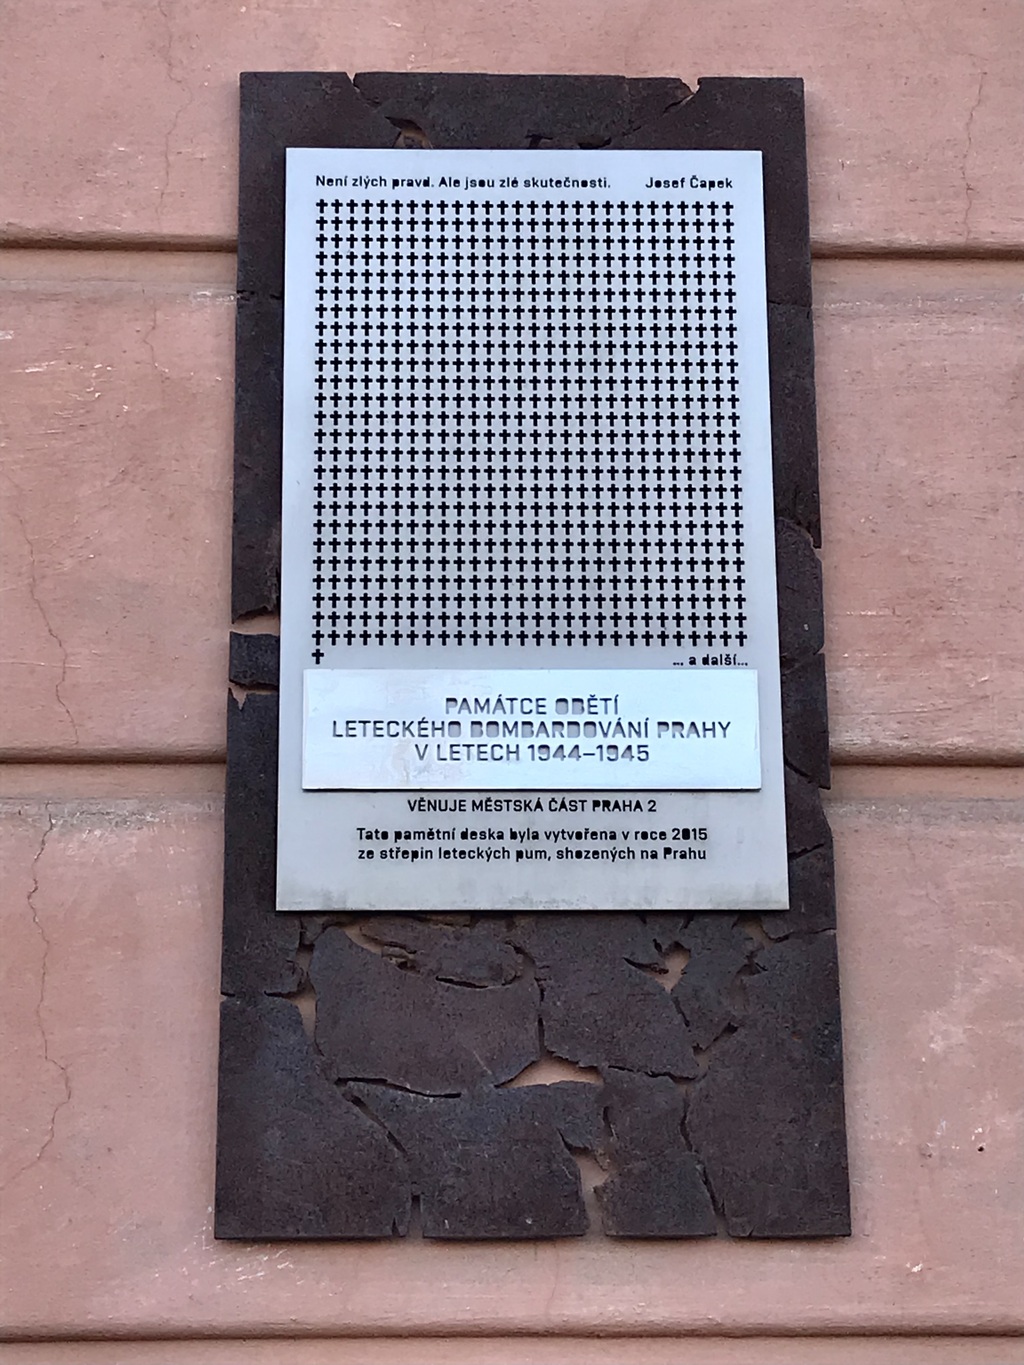 Není zlých pravd. Ale jsou zlé skutečnosti. Josef Čapek
... a další...
PAMÁTCE OBĚTÍ
LETECKÉHO BOMBARDOVÁNÍ PRAHY
V LETECH 1944–1945
VĚNUJE MĚSTSKÁ ČÁST PRAHA 2
Tato pamětní deska byla vytvořena v roce 2015
ze střepin leteckých pum, shozených na Prahu